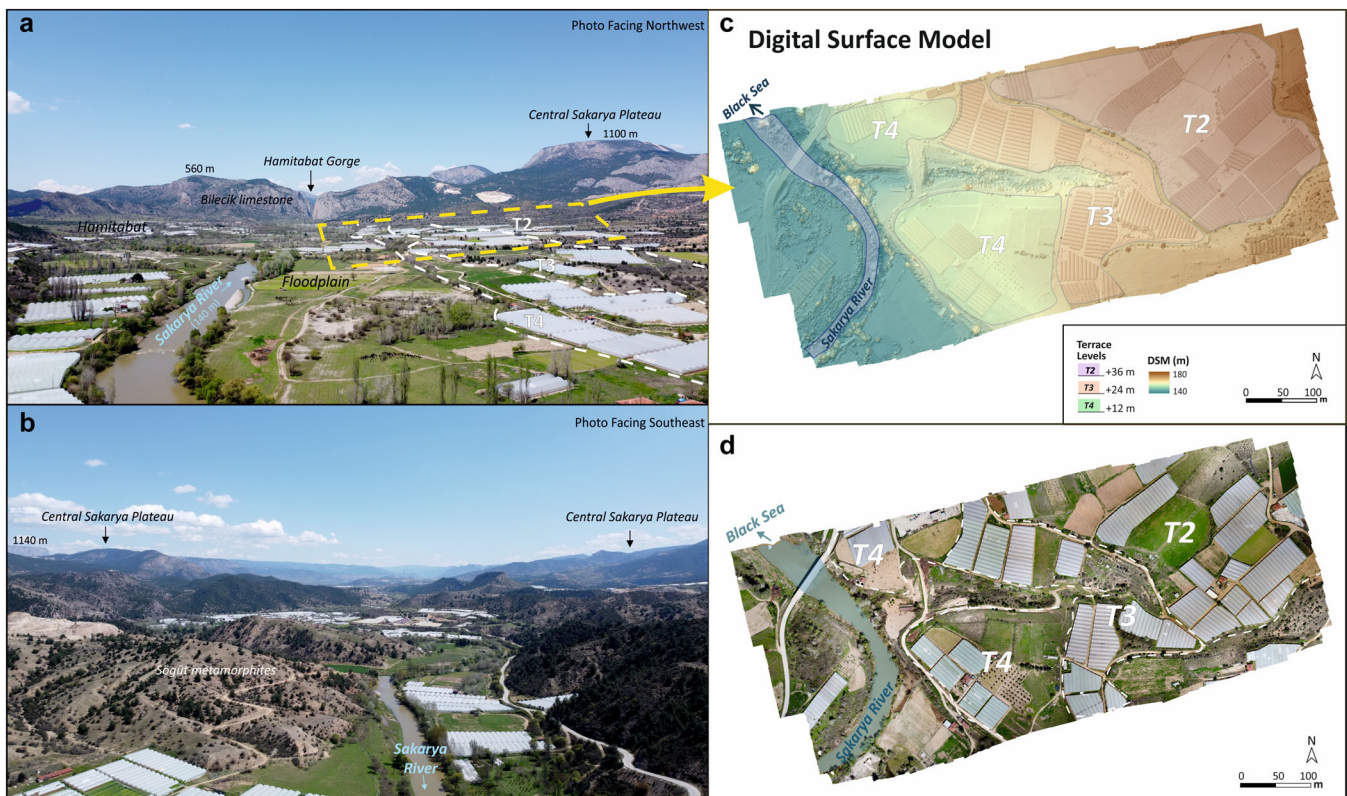 a
Photo Facing Northwest
Central Sakarya Plateau
1100 m
Hamitabat Gorge
560 m
Bilecik limestone
Hamitabat
T2
T3
Floodplain
Sakarya River
(140 m)
T4
b
Photo Facing Southeast
Central Sakarya Plateau
Central Sakarya Plateau
1140 m
Söğüt metamorphites
Sakarya
River
c
Digital Surface Model
Black Sea
T4
T2
T3
T4
Sakarya River
Terrace
Levels
DSM (m)
T2 +36 m
T3 +24 m
T4 +12 m
180
140
N
0 50 100
m
d
Black Sea
T4
T2
T3
T4
Sakarya River
N
0 50 100
m